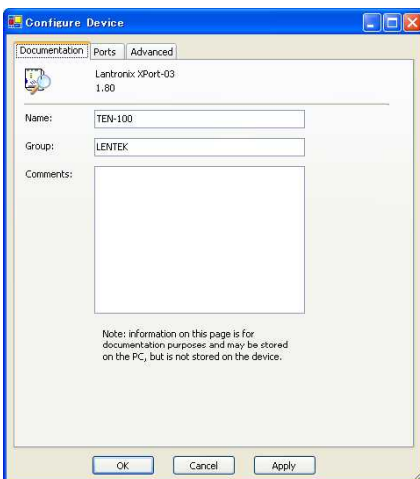 Configure Device
Documentation Ports Advanced
Lantronix XPort-03
1.80
Name: TEN-100
Group: LENTEK
Comments:
Note: information on this page is for
documentation purposes and may be stored
on the PC, but is not stored on the device.
OK Cancel Apply